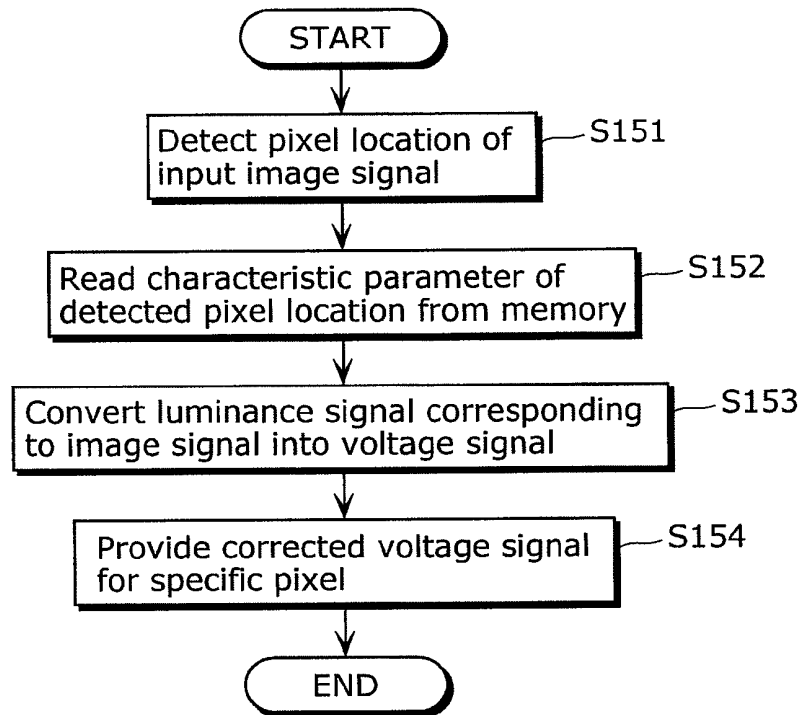 START
Detect pixel location of
input image signal
S151
Read characteristic parameter of
detected pixel location from memory
S152
Convert luminance signal corresponding
to image signal into voltage signal
S153
Provide corrected voltage signal
for specific pixel
S154
END